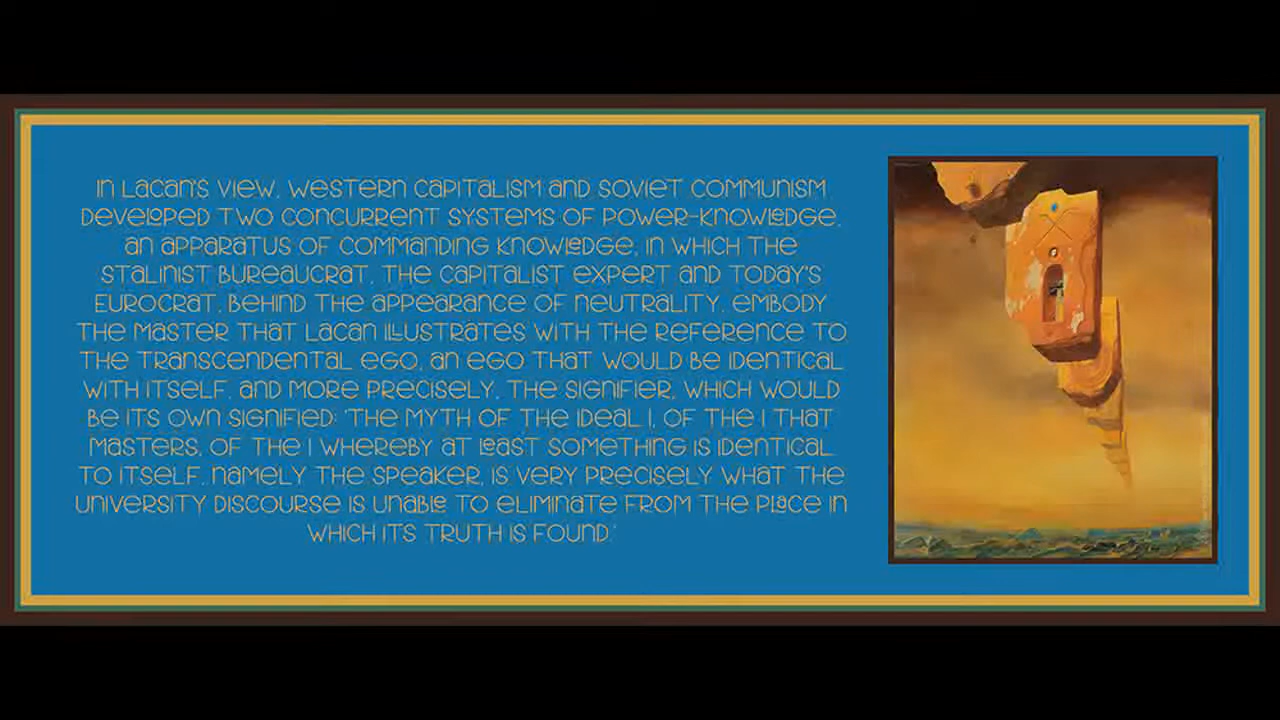 In Lacan's view, Western capitalism and Soviet communism
developed two concurrent systems of power-knowledge,
an apparatus of commanding knowledge, in which the
Stalinist bureaucrat, the capitalist expert and today's
Eurocrat, behind the appearance of neutrality, embody
the master that Lacan illustrates with the reference to
the transcendental ego, an ego that would be identical
with itself, and more precisely, the signifier, which would
be its own signified: 'The myth of the ideal I, of the I that
masters, of the I whereby at least something is identical
to itself, namely the speaker, is very precisely what the
university discourse is unable to eliminate from the place in
which its truth is found.'